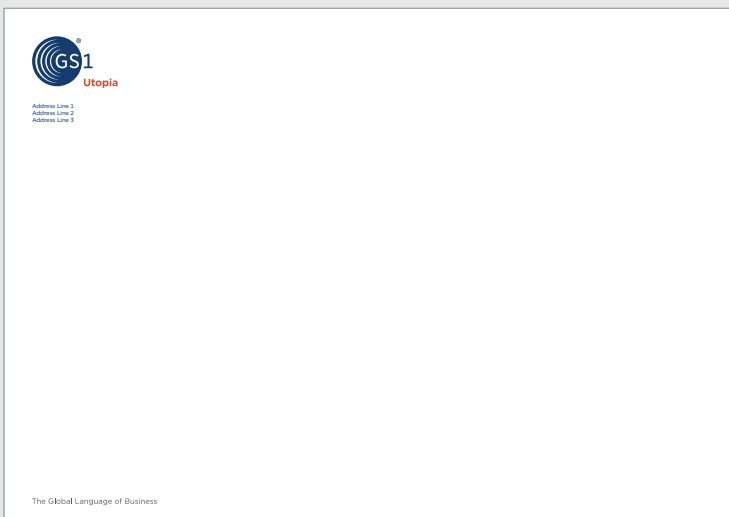 GS1®
Utopia
Address Line 1
Address Line 2
Address Line 3
The Global Language of Business